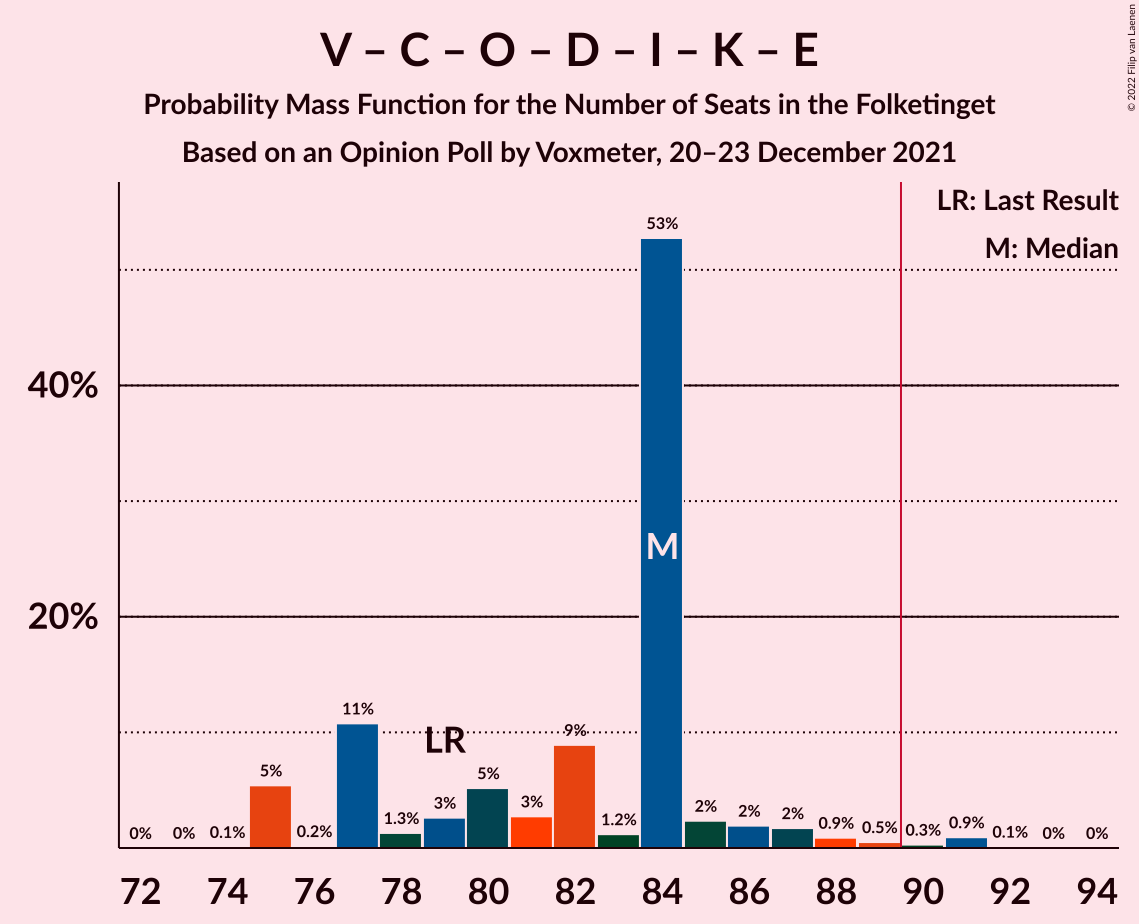 V – C – O – D – I – K – E
Probability Mass Function for the Number of Seats in the Folketinget
Based on an Opinion Poll by Voxmeter, 20–23 December 2021
© 2022 Filip van Laenen
LR: Last Result
M: Median
40%
20%
0%
0%
0.1%
5%
0.2%
11%
1.3%
3%
LR
5%
3%
9%
1.2%
53%
M
2%
2%
2%
0.9%
0.5%
0.3%
0.9%
0.1%
0%
0%
72 74 76 78 80 82 84 86 88 90 92 94